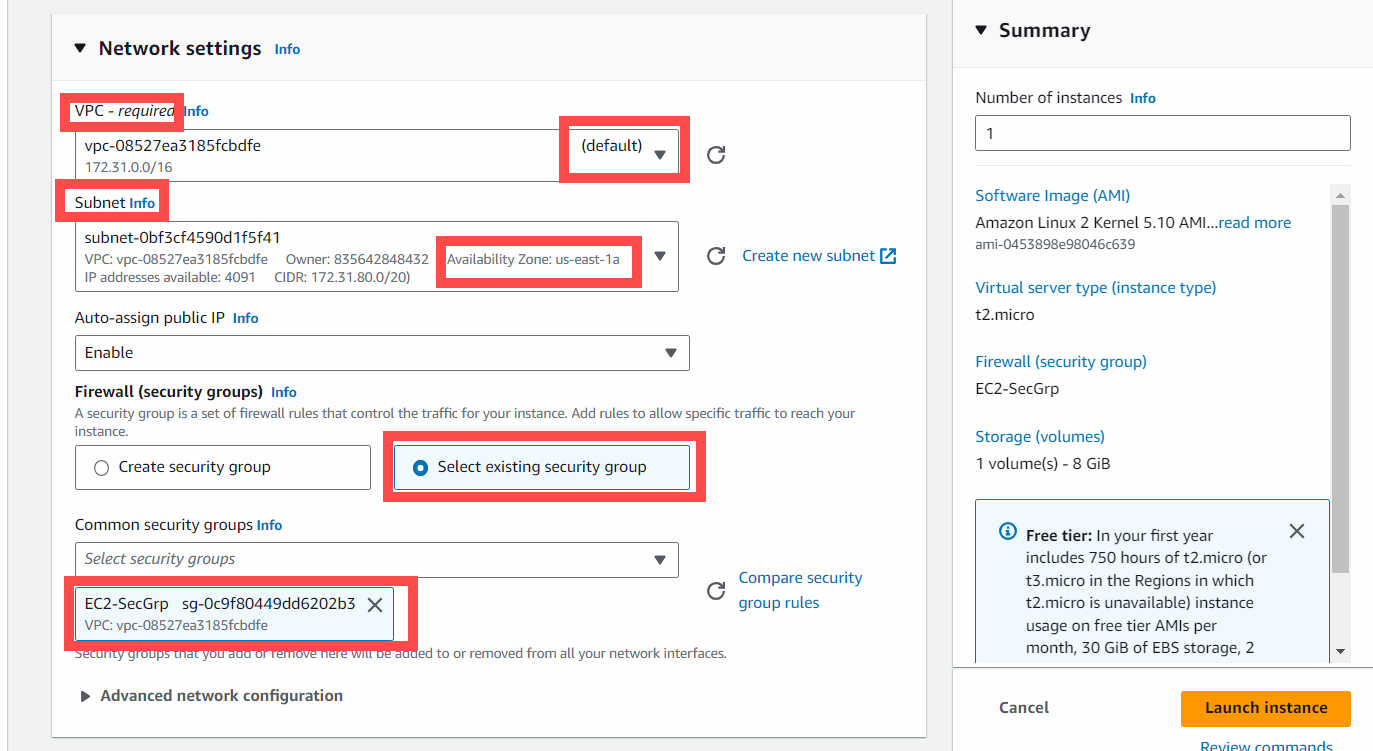 Network settings Info
VPC - required Info
vpc-08527ea3185fcbdfe (default)
172.31.0.0/16
Subnet Info
subnet-0bf3cf4590d1f5f41
VPC: vpc-08527ea3185fcbdfe Owner: 835642848432 Availability Zone: us-east-1a
IP addresses available: 4091 CIDR: 172.31.80.0/20)
Create new subnet
Auto-assign public IP Info
Enable
Firewall (security groups) Info
A security group is a set of firewall rules that control the traffic for your instance. Add rules to allow specific traffic to reach your
instance.
Create security group
Select existing security group
Common security groups Info
Select security groups
EC2-SecGrp sg-0c9f80449dd6202b3
VPC: vpc-08527ea3185fcbdfe
Compare security
group rules
Security groups that you add or remove here will be added to or removed from all your network interfaces.
Advanced network configuration
Summary
Number of instances Info
1
Software Image (AMI)
Amazon Linux 2 Kernel 5.10 AMI...read more
ami-0453898e98046c639
Virtual server type (instance type)
t2.micro
Firewall (security group)
EC2-SecGrp
Storage (volumes)
1 volume(s) - 8 GiB
Free tier: In your first year
includes 750 hours of t2.micro (or
t3.micro in the Regions in which
t2.micro is unavailable) instance
usage on free tier AMIs per
month, 30 GiB of EBS storage, 2
Cancel
Launch instance
Review commands